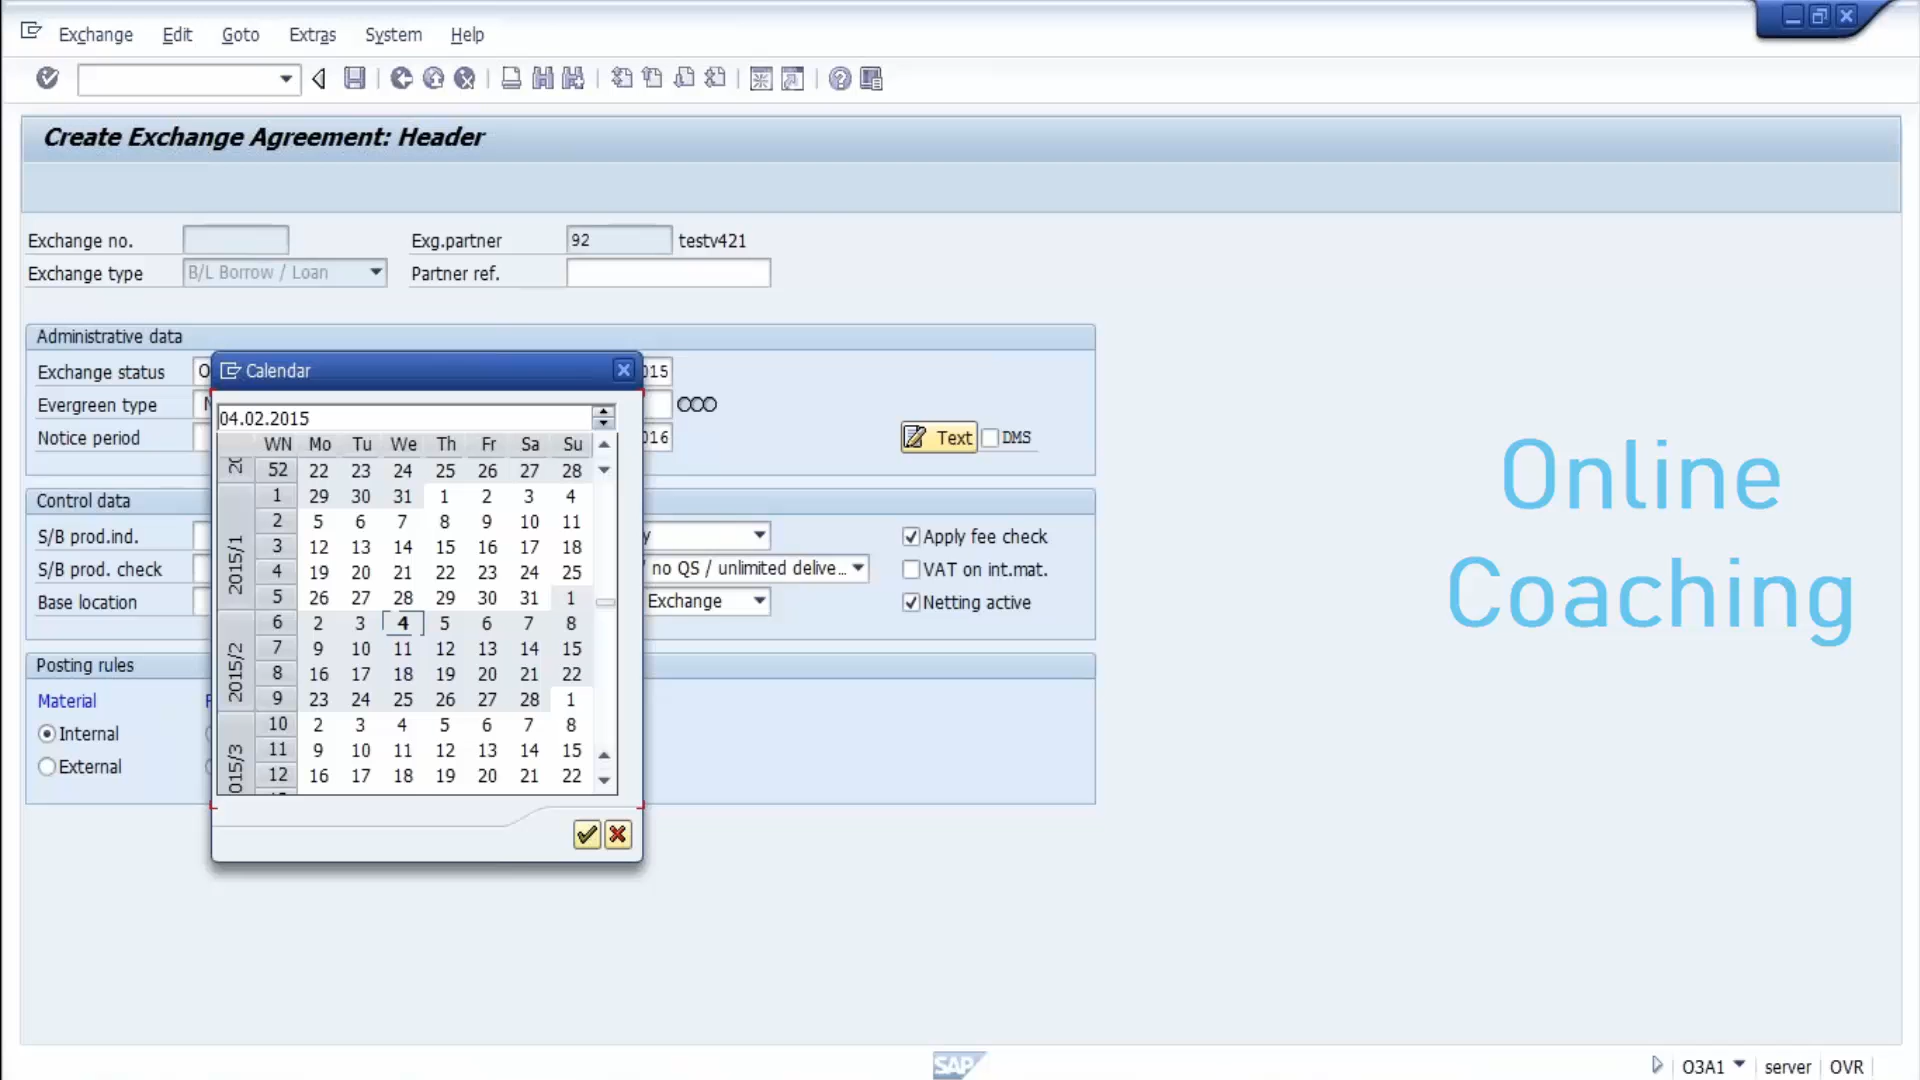 Exchange Edit Goto Extras System Help
Create Exchange Agreement: Header
Exchange no. Exg.partner 92 testv421
Exchange type B/L Borrow / Loan Partner ref.
Administrative data
Exchange status O 015
Evergreen type
Notice period 016 Text DMS
Control data
S/B prod.ind. y Apply fee check
S/B prod. check / no QS / unlimited delive... VAT on int.mat.
Base location Exchange Netting active
Posting rules
Material
Internal
External
Calendar
04.02.2015
WN Mo Tu We Th Fr Sa Su
52 22 23 24 25 26 27 28
1 29 30 31 1 2 3 4
2 5 6 7 8 9 10 11
3 12 13 14 15 16 17 18
4 19 20 21 22 23 24 25
5 26 27 28 29 30 31 1
6 2 3 4 5 6 7 8
7 9 10 11 12 13 14 15
8 16 17 18 19 20 21 22
9 23 24 25 26 27 28 1
10 2 3 4 5 6 7 8
11 9 10 11 12 13 14 15
12 16 17 18 19 20 21 22
2015/1
2015/2
015/3
Online
Coaching
SAP
O3A1 server OVR